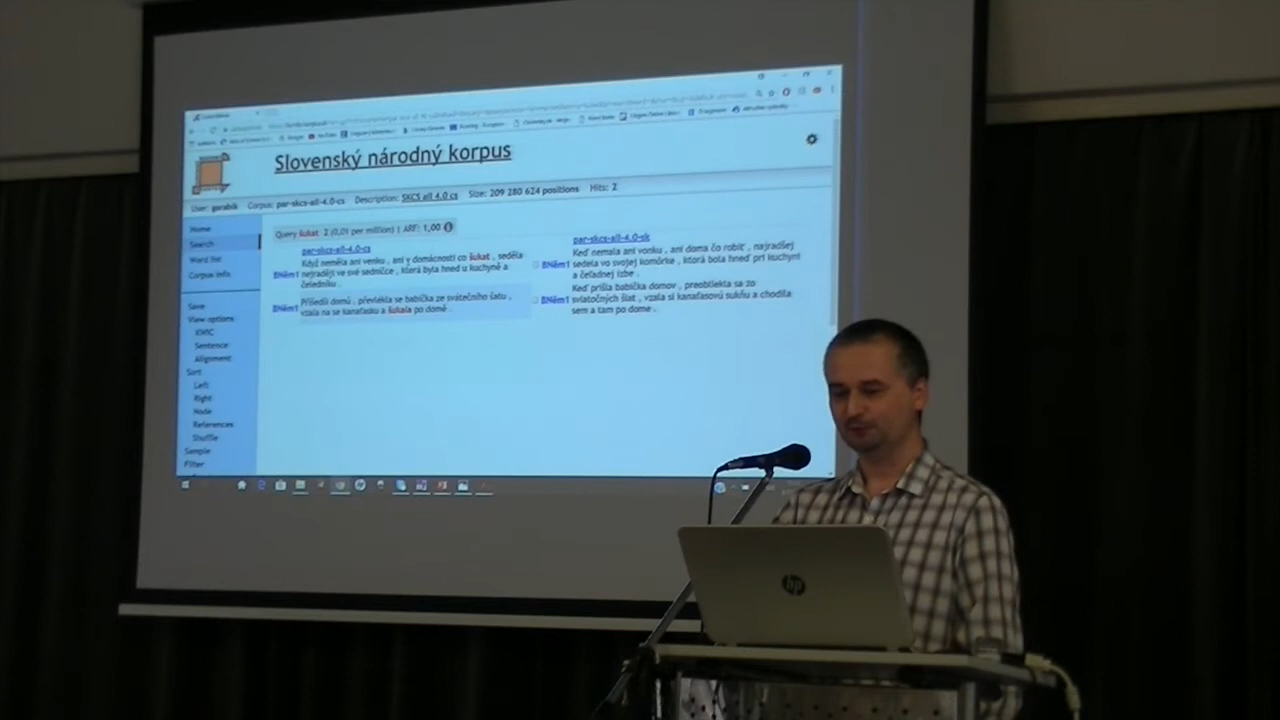 Slovenský národný korpus
User: garabik Corpus: par-skcs-all-4.0-cs Description: SKCS all 4.0 cs Size: 209 280 624 positions Hits: 2
Home
Search
Word list
Corpus info
Save
View options
KWIC
Sentence
Alignment
Sort
Left
Right
Node
References
Shuffle
Sample
Filter
Query šukat 2 (0,01 per million) | ARF: 1,00
par-skcs-all-4.0-cs
BNěm1 Když neměla ani venku , ani v domácnosti co šukat , seděla
nejraději ve své sedničce , která byla hned u kuchyně a
čeledníku .
BNěm1 Přijedši domů , převlékla se babička ze svátečního šatu ,
vzala na se kanafasku a šukala po domě .
par-skcs-all-4.0-sk
BNěm1 Keď nemala ani vonku , ani doma čo robiť , najradšej
sedela vo svojej komôrke , ktorá bola hneď pri kuchyni
a čeľadnej izbe .
BNěm1 Keď prišla babička domov , preobliekla sa zo
sviatočných šiat , vzala si kanafasovú sukňu a chodila
sem a tam po dome .
hp